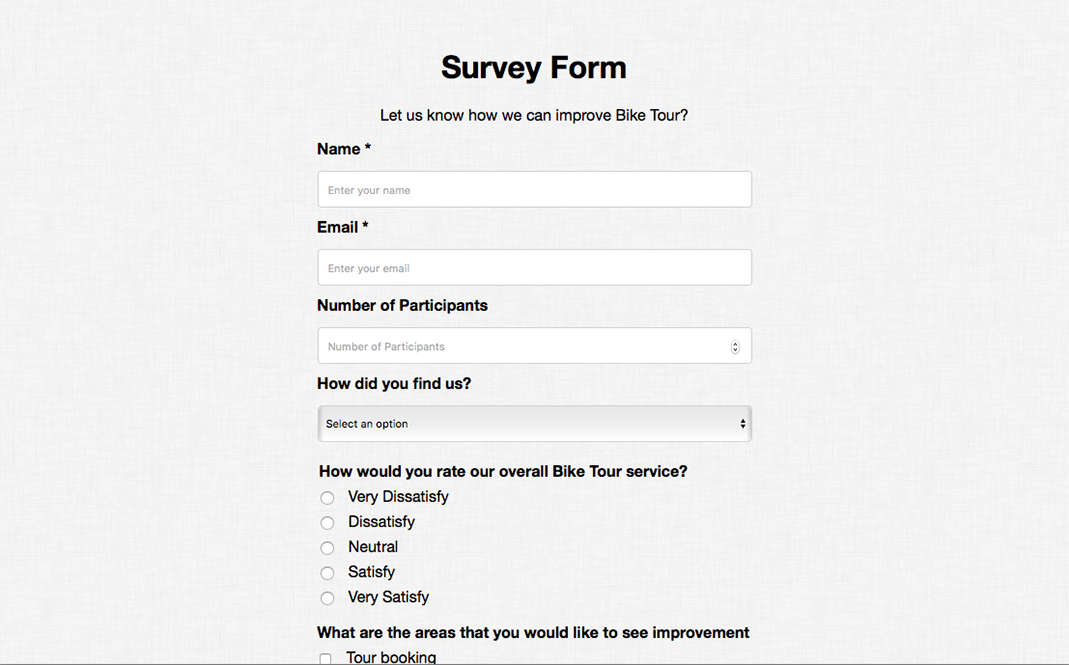 Survey Form
Let us know how we can improve Bike Tour?
Name *
Enter your name
Email *
Enter your email
Number of Participants
Number of Participants
How did you find us?
Select an option
How would you rate our overall Bike Tour service?
Very Dissatisfy
Dissatisfy
Neutral
Satisfy
Very Satisfy
What are the areas that you would like to see improvement
Tour booking